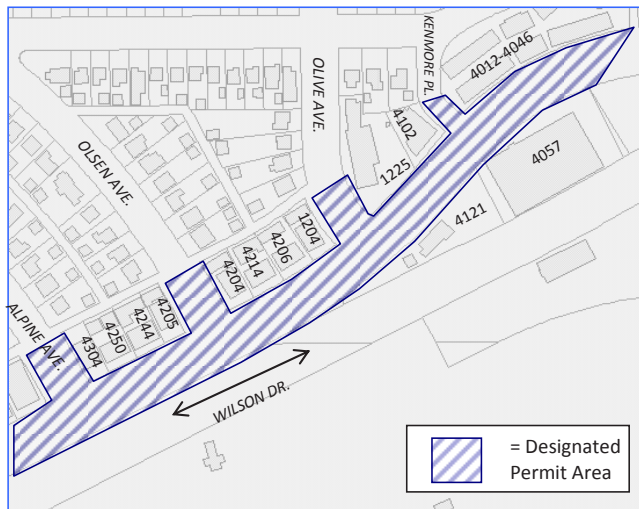 KENMORE PL.
4012-4046
OLIVE AVE.
4102
OLSEN AVE.
4057
1225
4121
1204
4206
4214
4204
4205
4244
4250
4304
ALPINE AVE.
WILSON DR.
= Designated
Permit Area